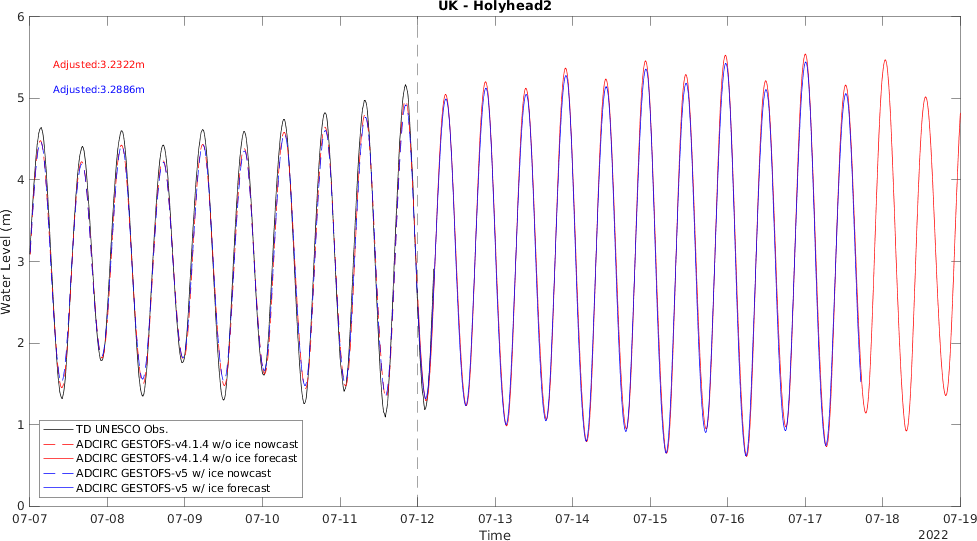 UK - Holyhead2
6
Adjusted:3.2322m
Adjusted:3.2886m
5
4
3
2
1
0
Water Level (m)
TD UNESCO Obs.
ADCIRC GESTOFS-v4.1.4 w/o ice nowcast
ADCIRC GESTOFS-v4.1.4 w/o ice forecast
ADCIRC GESTOFS-v5 w/ ice nowcast
ADCIRC GESTOFS-v5 w/ ice forecast
07-07 07-08 07-09 07-10 07-11 07-12 07-13 07-14 07-15 07-16 07-17 07-18 07-19
Time
2022